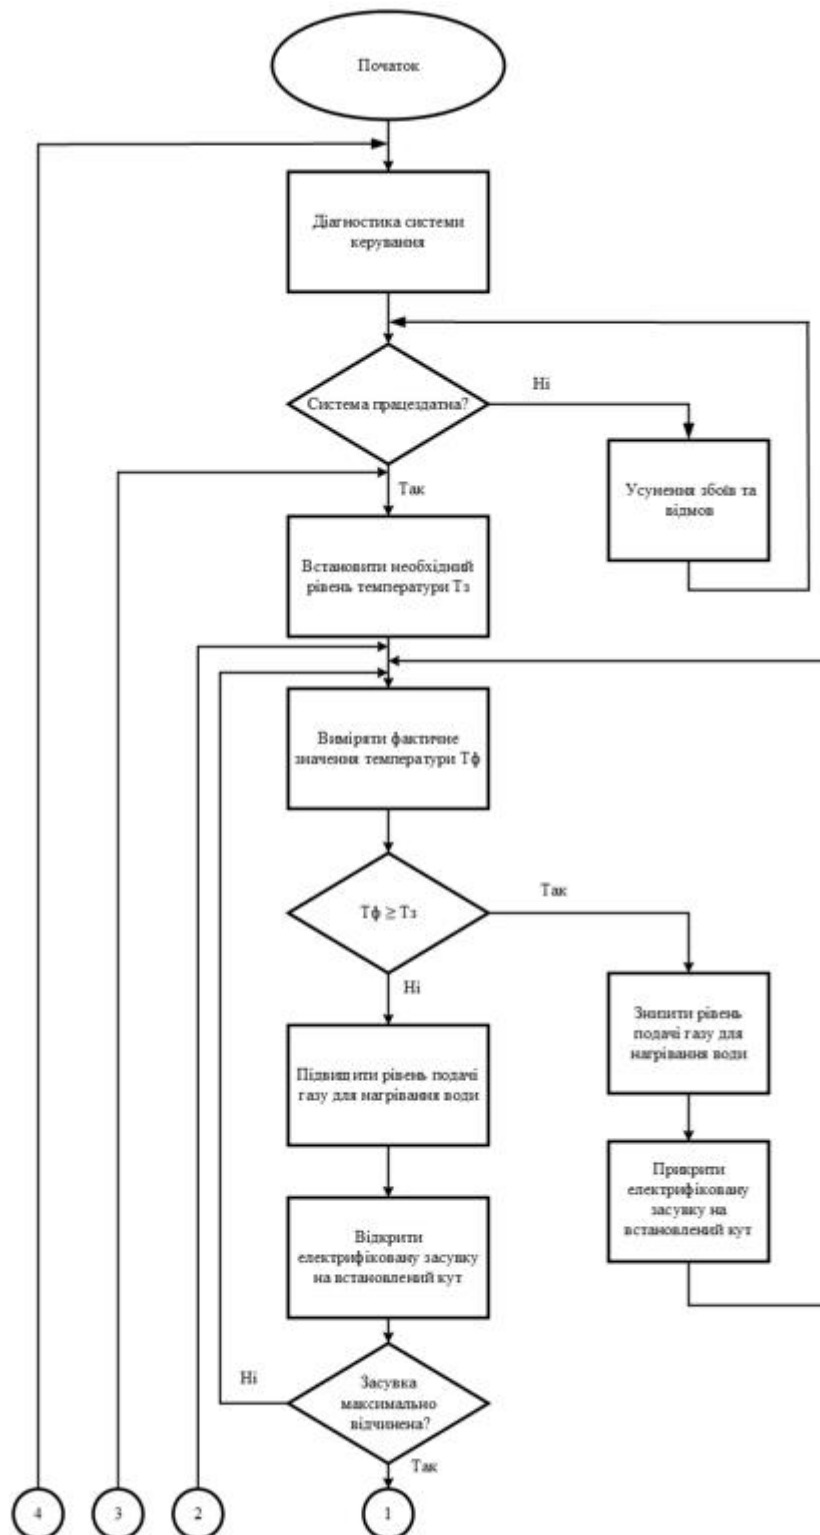 Початок
Діагностика системи
керування
Система працездатна?
Ні
Усунення збоїв та
відмов
Так
Встановити необхідний
рівень температури Тз
Виміряти фактичне
значення температури Тф
Тф ≥ Тз
Так
Ні
Знизити рівень
подачі газу для
нагрівання води
Підвищити рівень подачі
газу для нагрівання води
Прикрити
електрифіковану
засувку на
встановлений кут
Відкрити
електрифіковану засувку
на встановлений кут
Ні
Засувка
максимально
відчинена?
Так
4
3
2
1